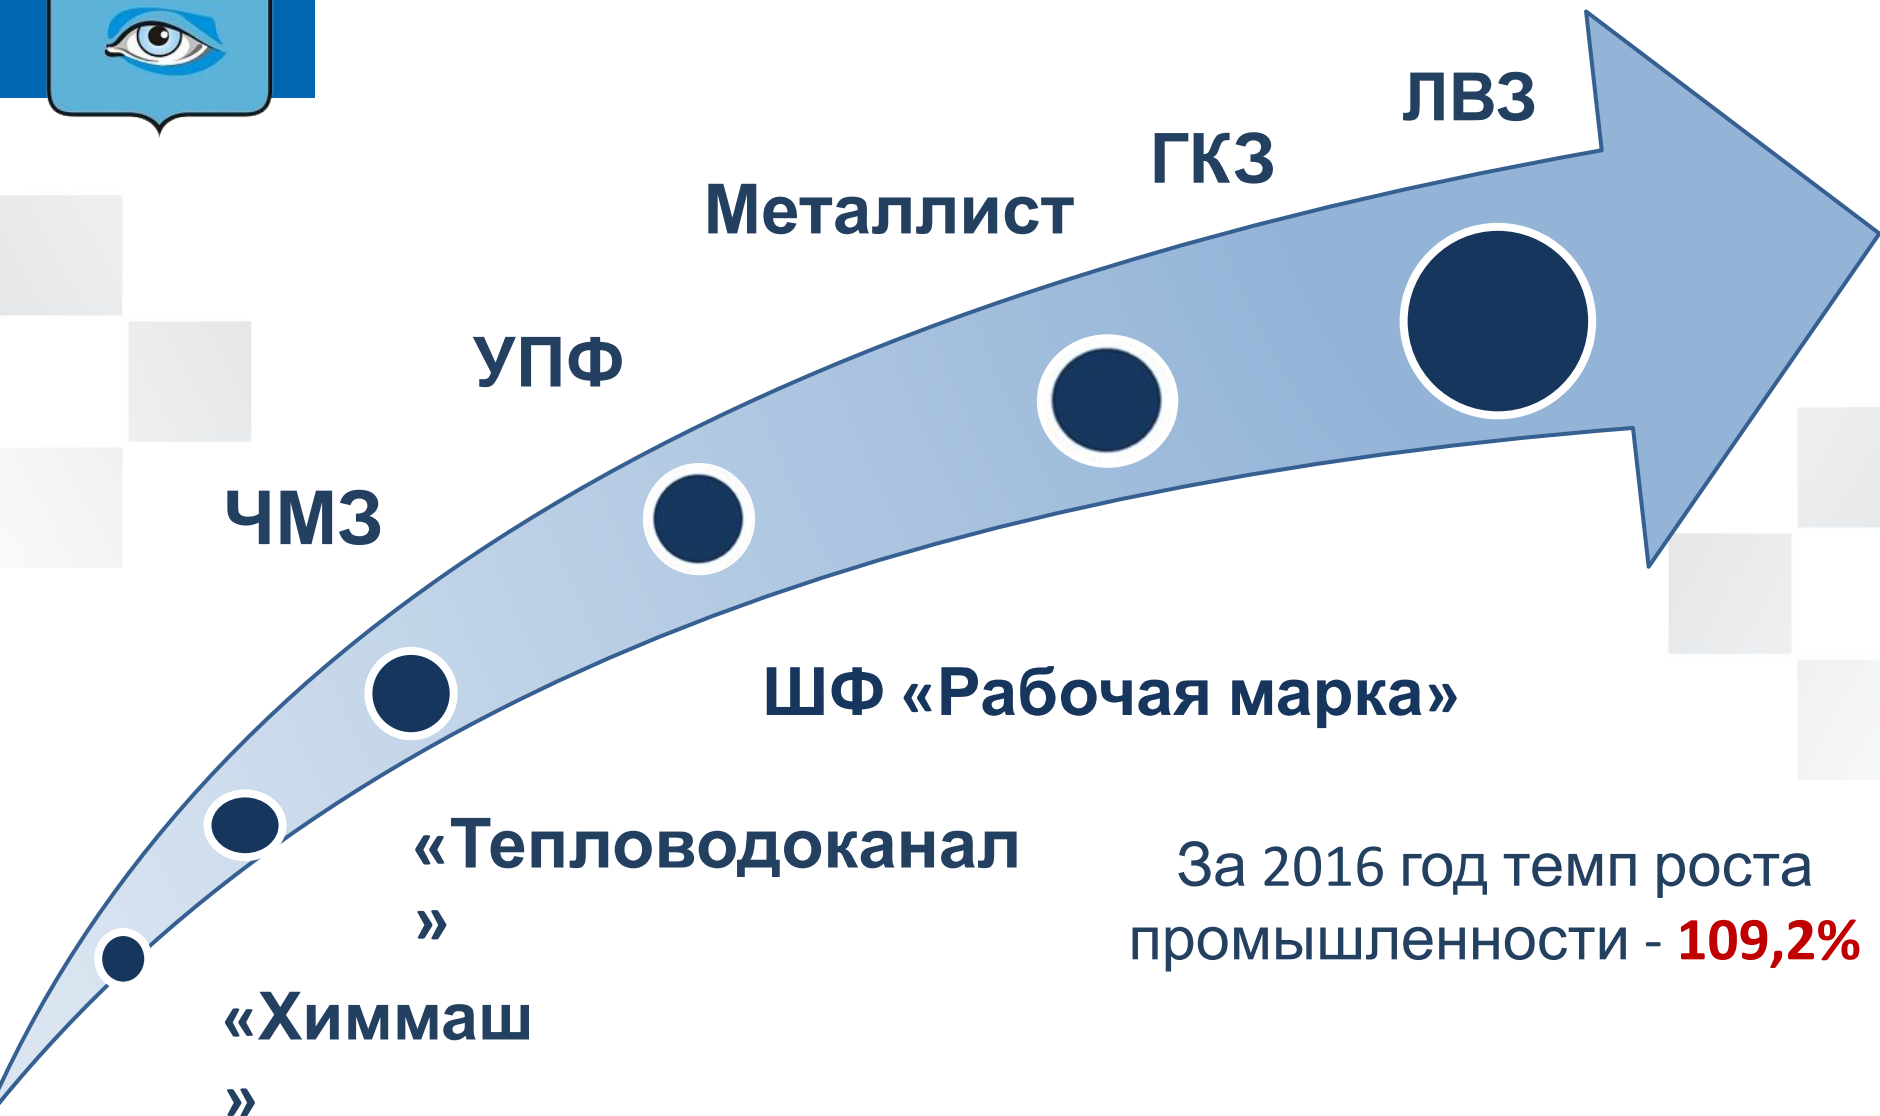 ЛВЗ
ГКЗ
Металлист
УПФ
ЧМЗ
ШФ «Рабочая марка»
«Тепловодоканал
»
За 2016 год темп роста
промышленности - 109,2%
«Химмаш
»